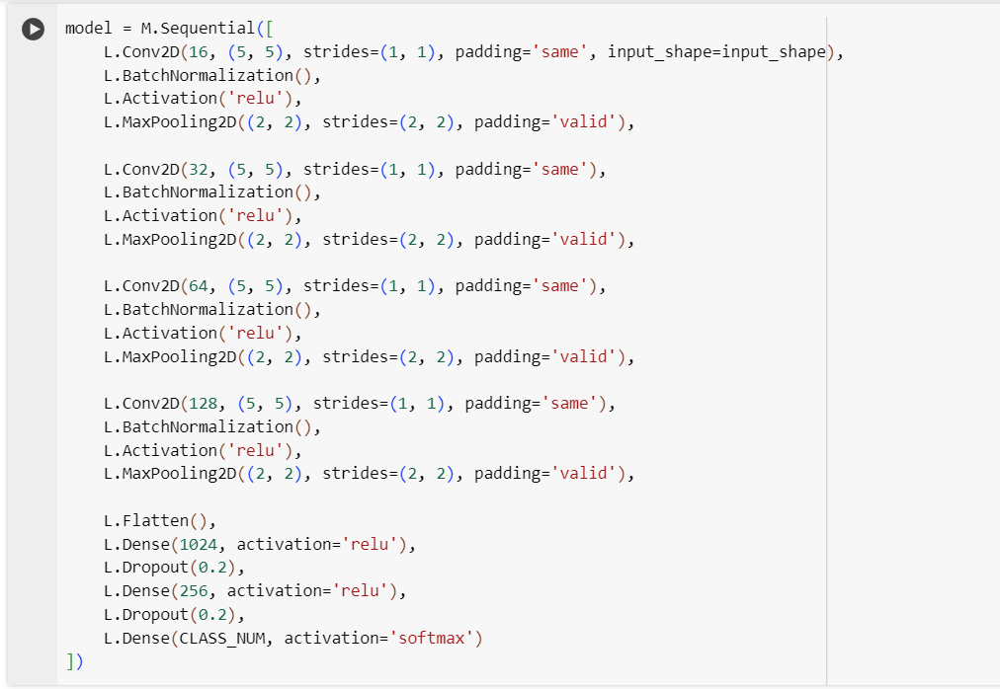 model = M.Sequential([
    L.Conv2D(16, (5, 5), strides=(1, 1), padding='same', input_shape=input_shape),
    L.BatchNormalization(),
    L.Activation('relu'),
    L.MaxPooling2D((2, 2), strides=(2, 2), padding='valid'),

    L.Conv2D(32, (5, 5), strides=(1, 1), padding='same'),
    L.BatchNormalization(),
    L.Activation('relu'),
    L.MaxPooling2D((2, 2), strides=(2, 2), padding='valid'),

    L.Conv2D(64, (5, 5), strides=(1, 1), padding='same'),
    L.BatchNormalization(),
    L.Activation('relu'),
    L.MaxPooling2D((2, 2), strides=(2, 2), padding='valid'),

    L.Conv2D(128, (5, 5), strides=(1, 1), padding='same'),
    L.BatchNormalization(),
    L.Activation('relu'),
    L.MaxPooling2D((2, 2), strides=(2, 2), padding='valid'),

    L.Flatten(),
    L.Dense(1024, activation='relu'),
    L.Dropout(0.2),
    L.Dense(256, activation='relu'),
    L.Dropout(0.2),
    L.Dense(CLASS_NUM, activation='softmax')
])